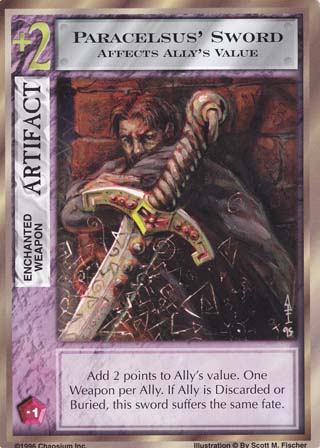 +2
PARACELSUS' SWORD
AFFECTS ALLY'S VALUE
ARTIFACT
ENCHANTED
WEAPON
Add 2 points to Ally's value. One
Weapon per Ally. If Ally is Discarded or
Buried, this sword suffers the same fate.
-1
©1996 Chaosium Inc.
Illustration © By Scott M. Fischer